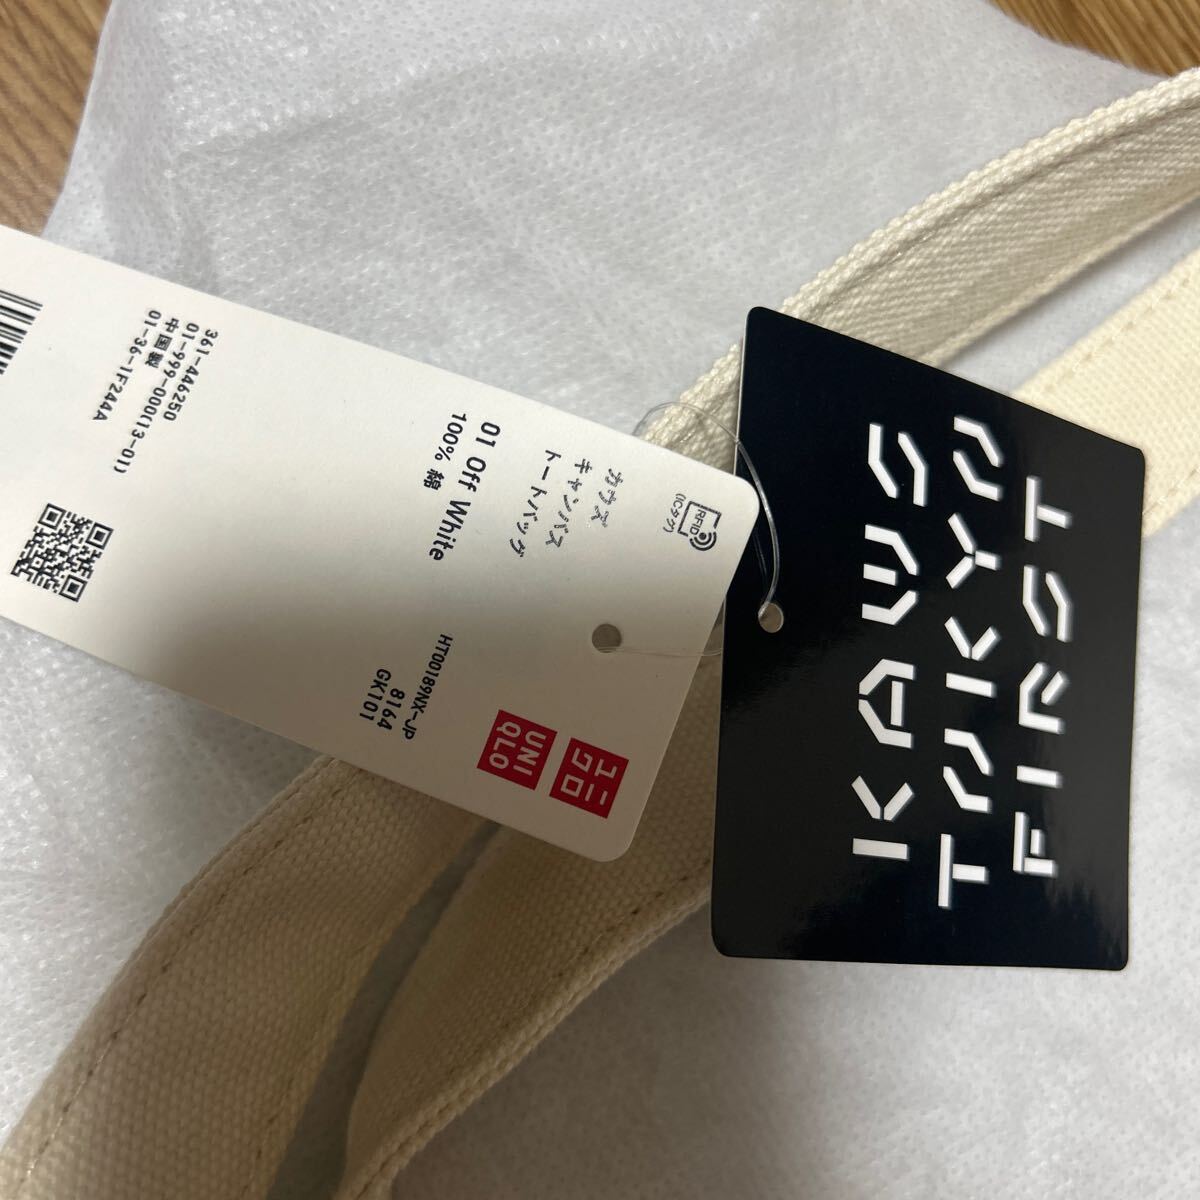 RFID
(ICタグ)
カウズ
キャンバス
トートバッグ
01 Off White
100% 綿
361-446250
01-999-000(13-01)
中国製
01-36-1F244A
HT00189NX-JP
8164
GK101
ユニ
クロ
UNI
QLO
KAWS
TOKYO
FIRST